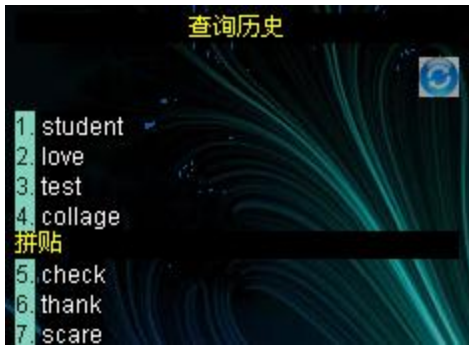 查询历史
1. student
2. love
3. test
4. collage
拼贴
5. check
6. thank
7. scare